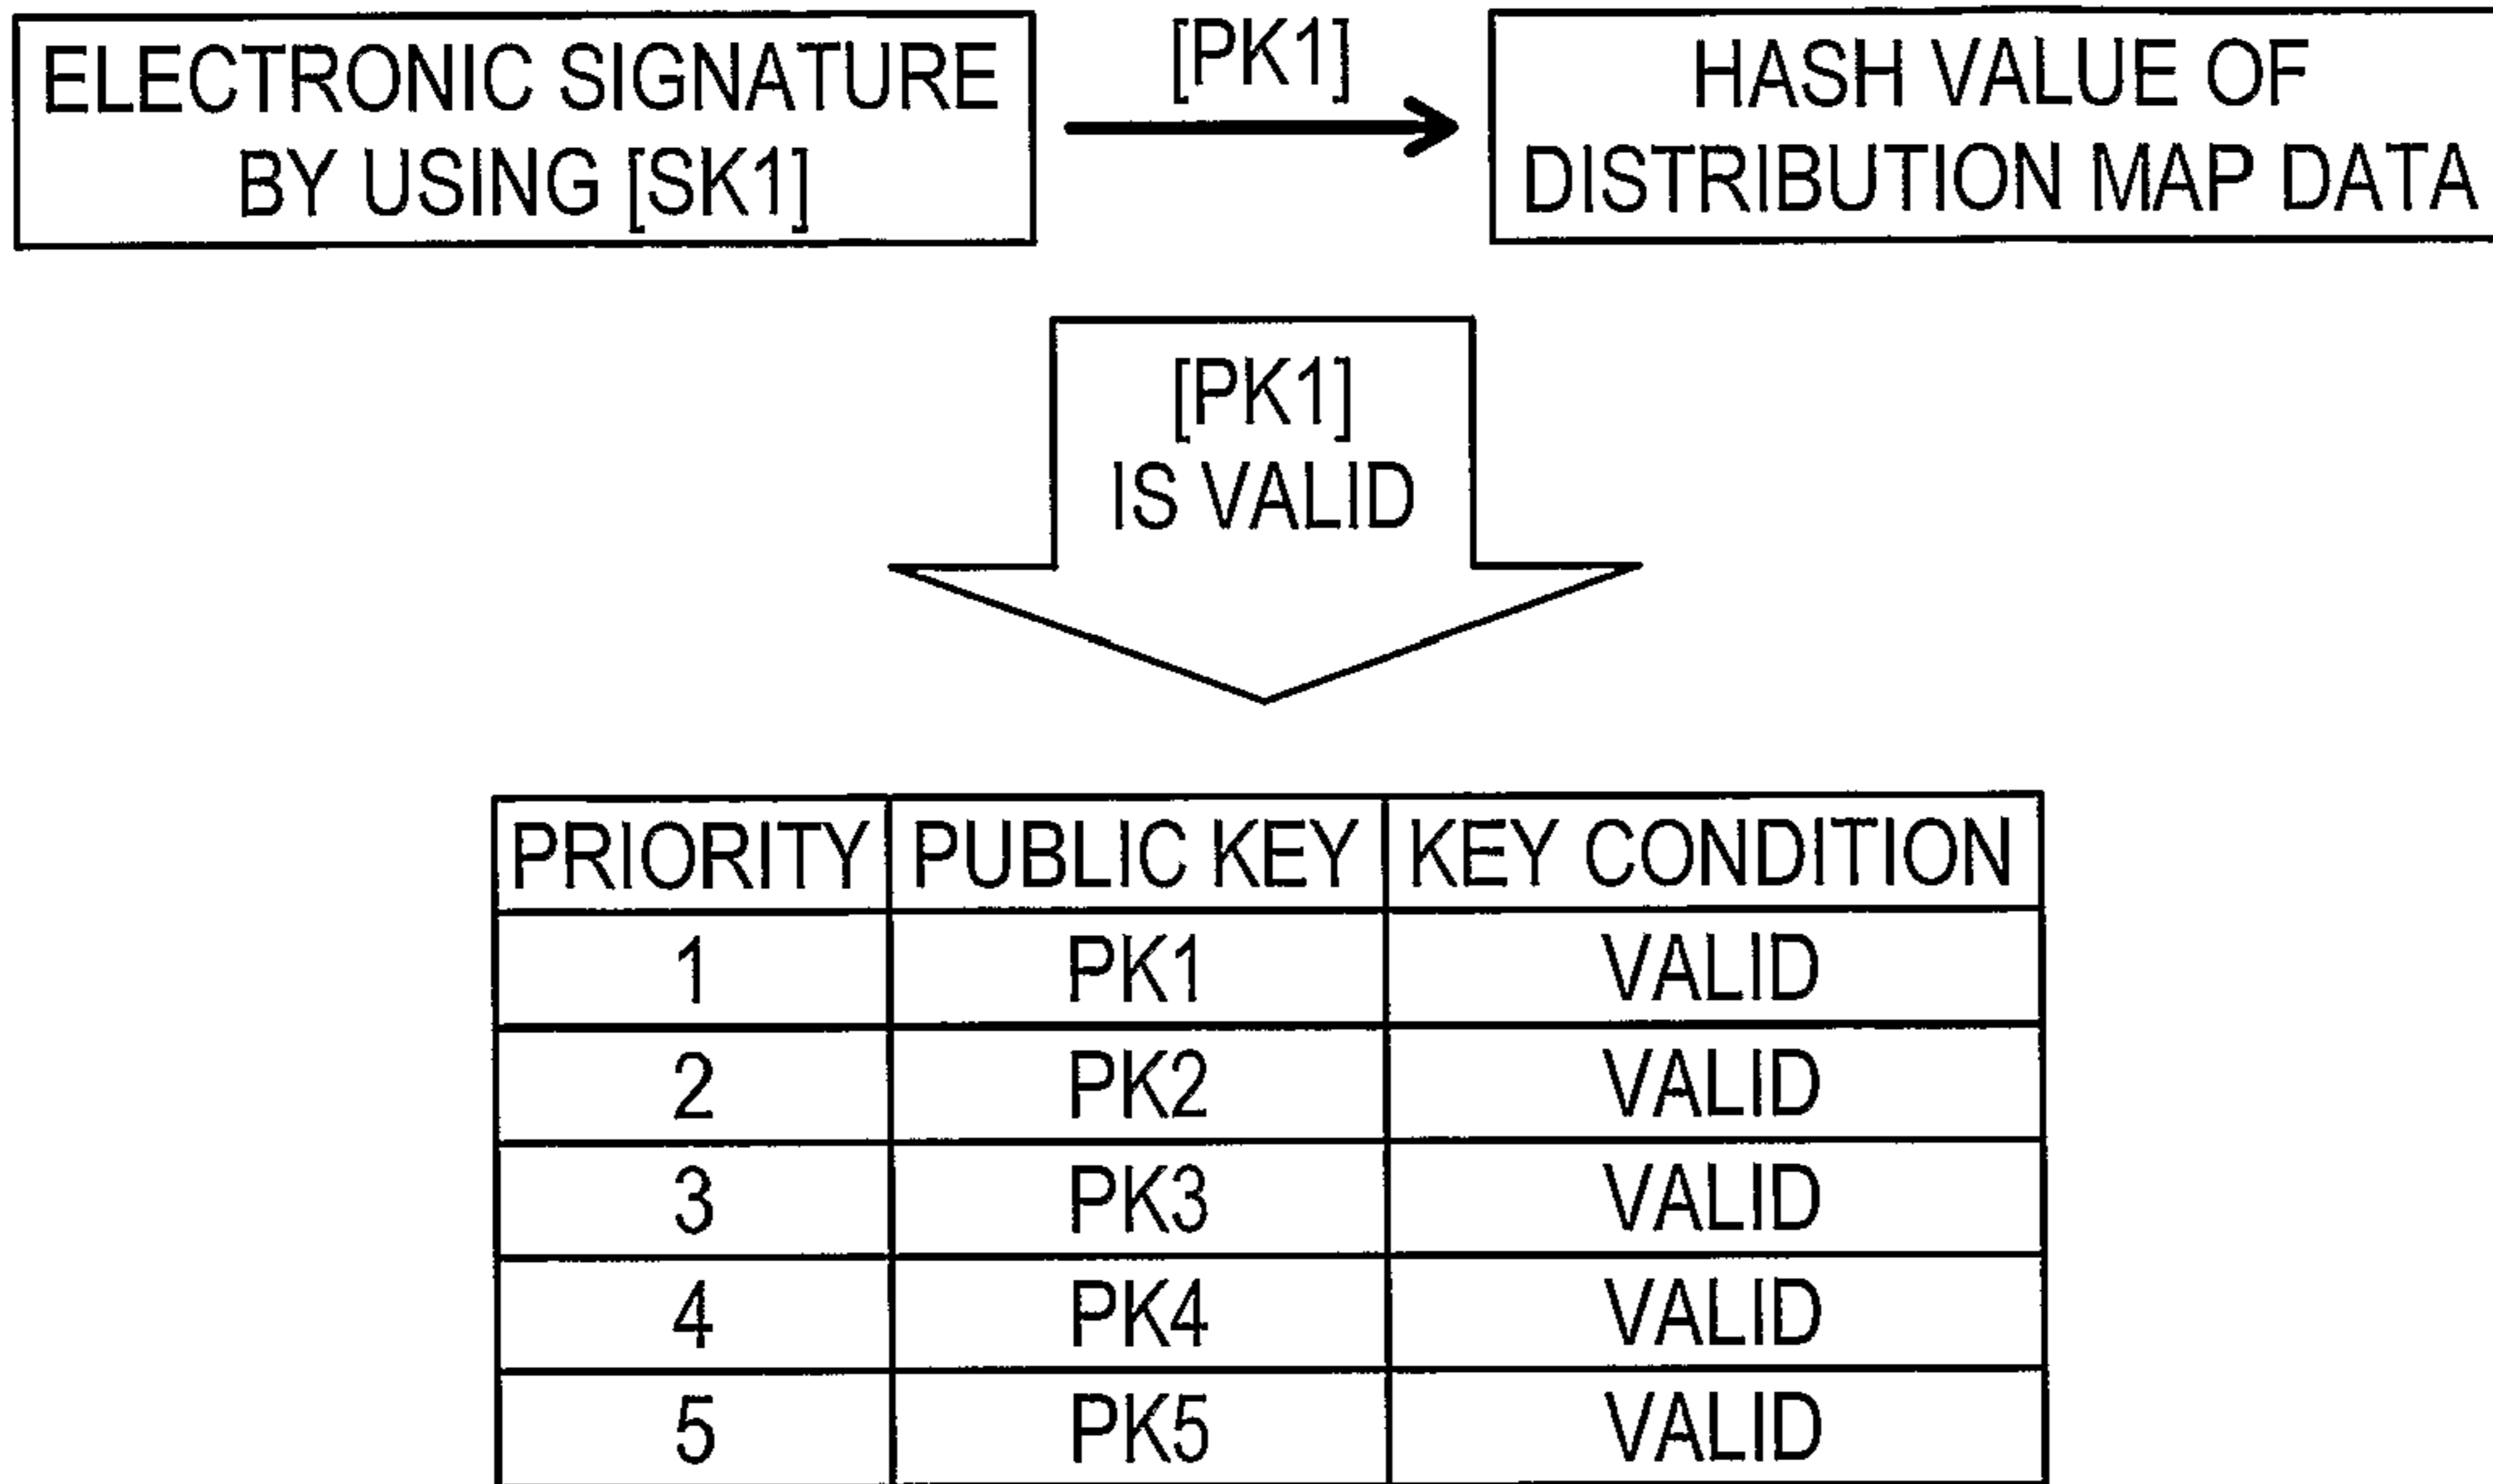 ELECTRONIC SIGNATURE
BY USING [SK1]
[PK1]
HASH VALUE OF
DISTRIBUTION MAP DATA
[PK1]
IS VALID
PRIORITY PUBLIC KEY KEY CONDITION
1 PK1 VALID
2 PK2 VALID
3 PK3 VALID
4 PK4 VALID
5 PK5 VALID